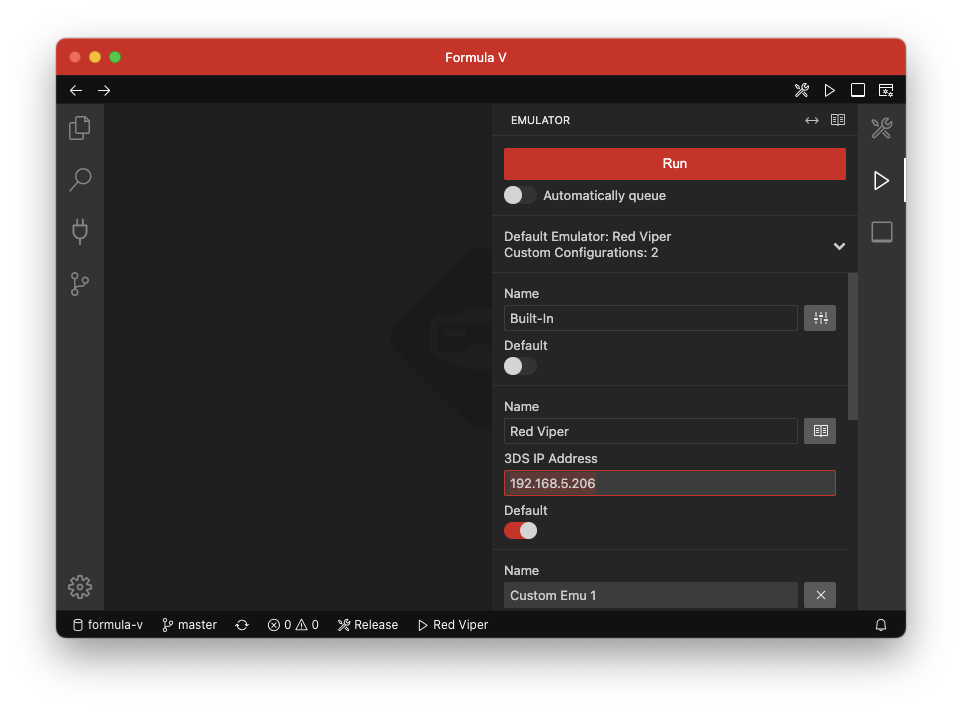 Formula V
EMULATOR
Run
Automatically queue
Default Emulator: Red Viper
Custom Configurations: 2
Name
Built-In
Default
Name
Red Viper
3DS IP Address
192.168.5.206
Default
Name
Custom Emu 1
formula-v master 0 0 Release Red Viper